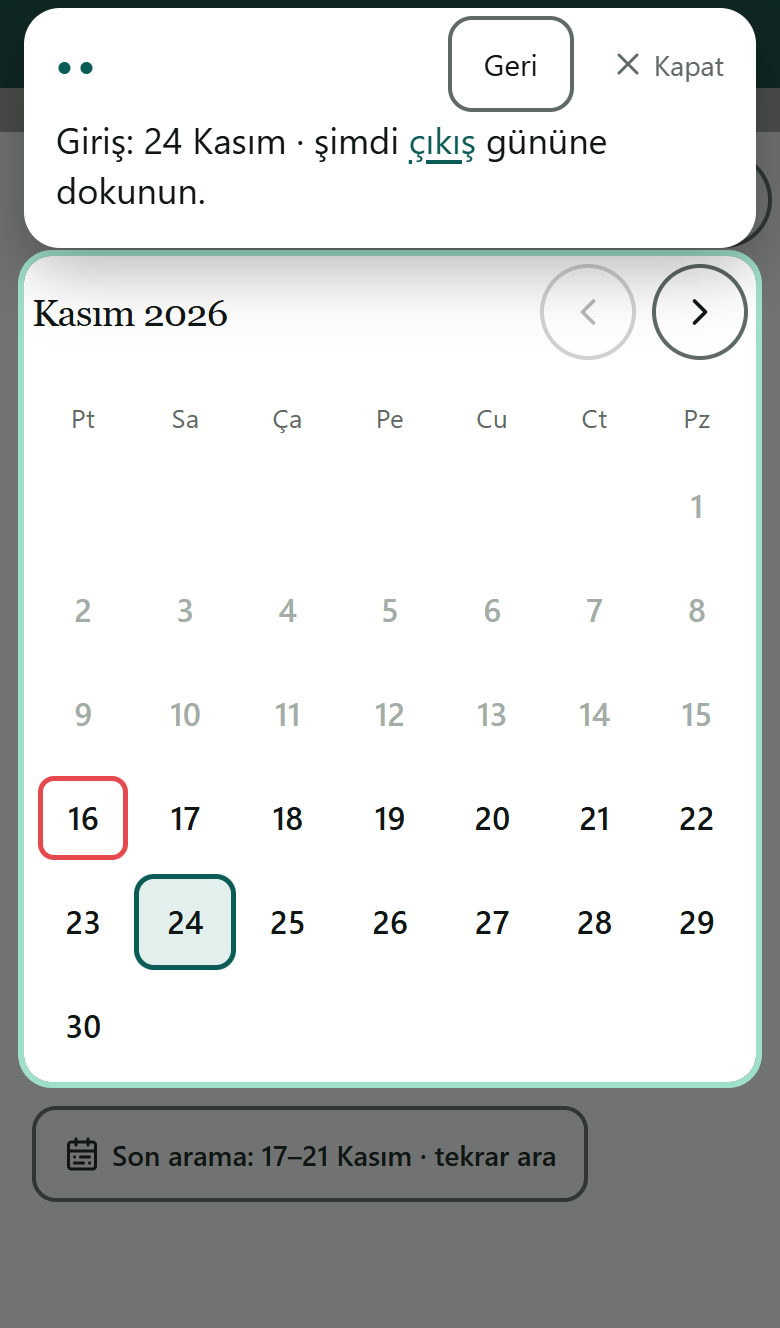 Geri
Kapat
Giriş: 24 Kasım · şimdi çıkış gününe
dokunun.
Kasım 2026
Pt Sa Ça Pe Cu Ct Pz
1
2 3 4 5 6 7 8
9 10 11 12 13 14 15
16 17 18 19 20 21 22
23 24 25 26 27 28 29
30
Son arama: 17–21 Kasım · tekrar ara